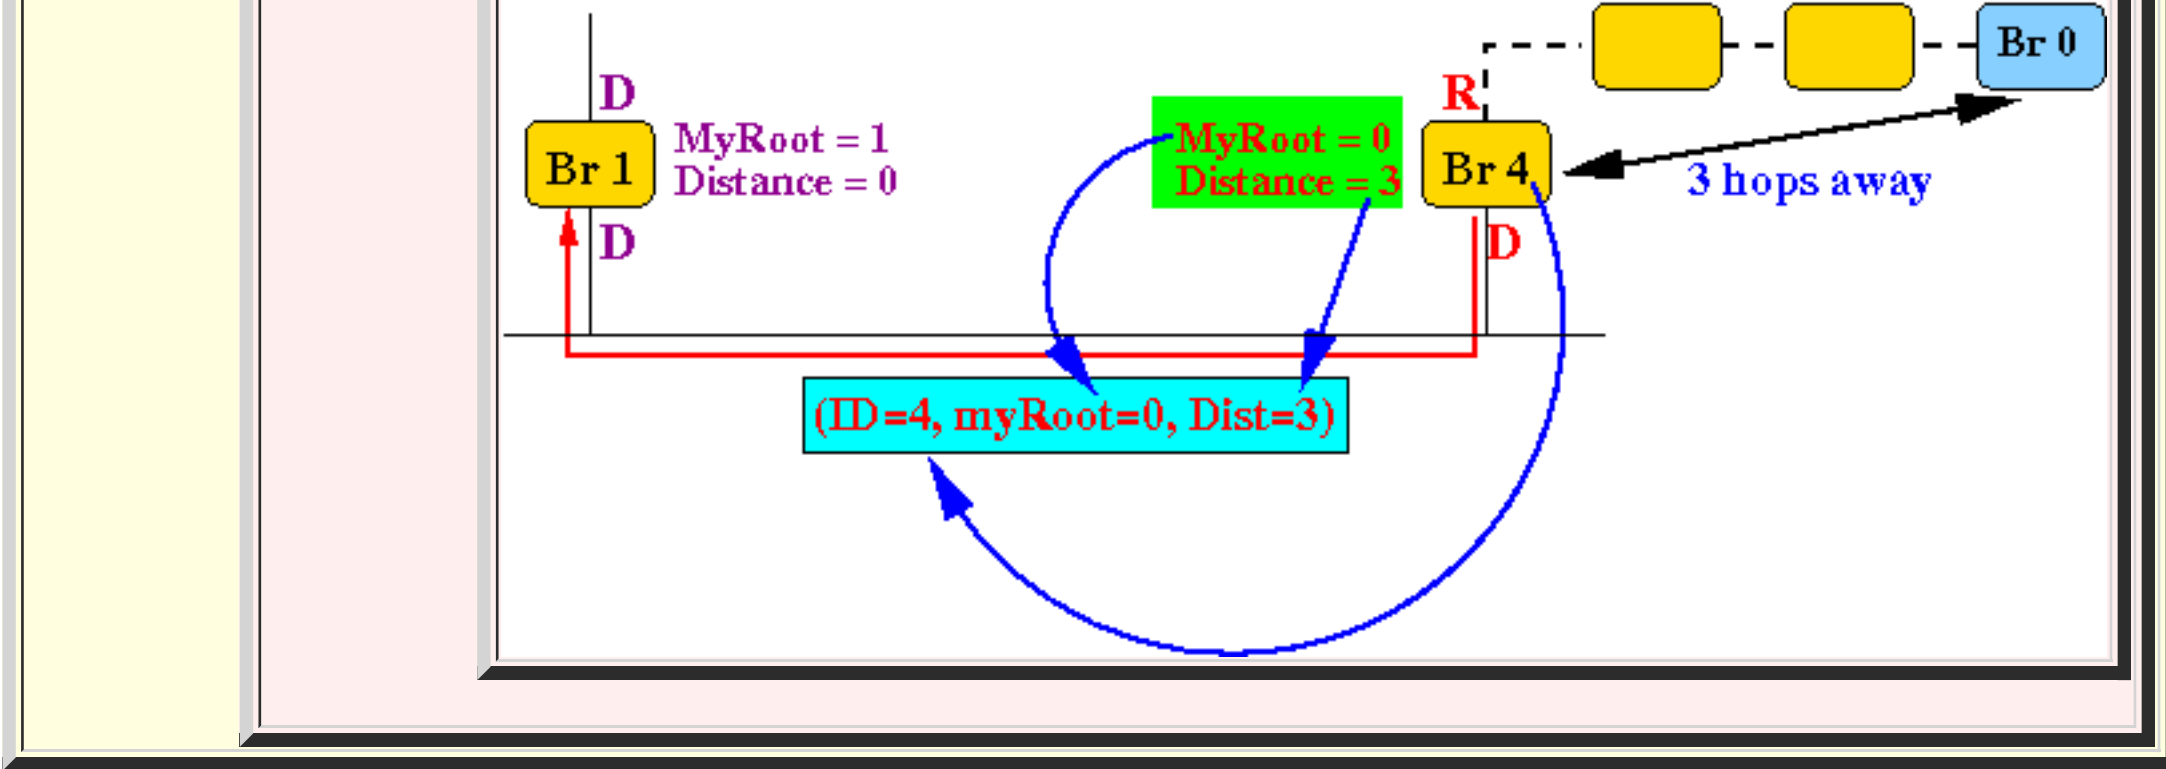 Br 0
D
R
MyRoot = 1
Distance = 0
MyRoot = 0
Distance = 3
Br 1
Br 4
3 hops away
D
D
(ID=4, myRoot=0, Dist=3)